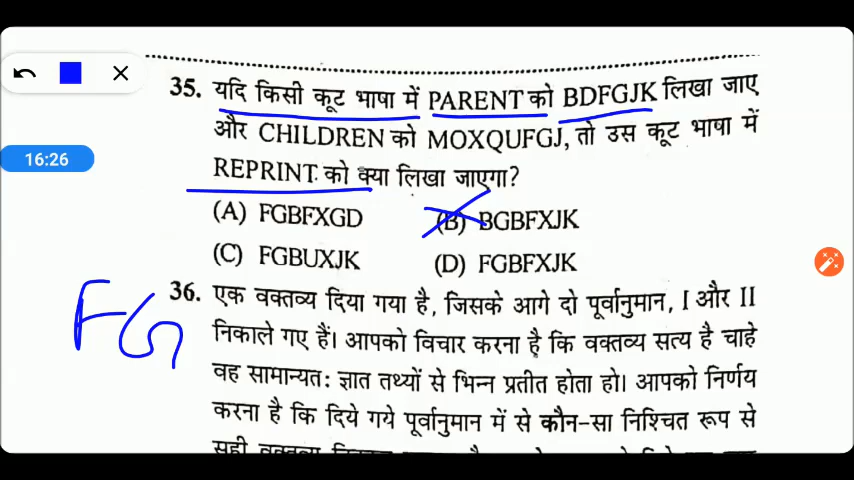 35. यदि किसी कूट भाषा में PARENT को BDFGJK लिखा जाए
और CHILDREN को MOXQUFGJ, तो उस कूट भाषा में
16:26
REPRINT को क्या लिखा जाएगा?
(A) FGBFXGD (B) BGBFXJK
(C) FGBUXJK (D) FGBFXJK
FG
36. एक वक्तव्य दिया गया है, जिसके आगे दो पूर्वानुमान, I और II
निकाले गए हैं। आपको विचार करना है कि वक्तव्य सत्य है चाहे
वह सामान्यत: ज्ञात तथ्यों से भिन्न प्रतीत होता हो। आपको निर्णय
करना है कि दिये गये पूर्वानुमान में से कौन-सा निश्चित रूप से